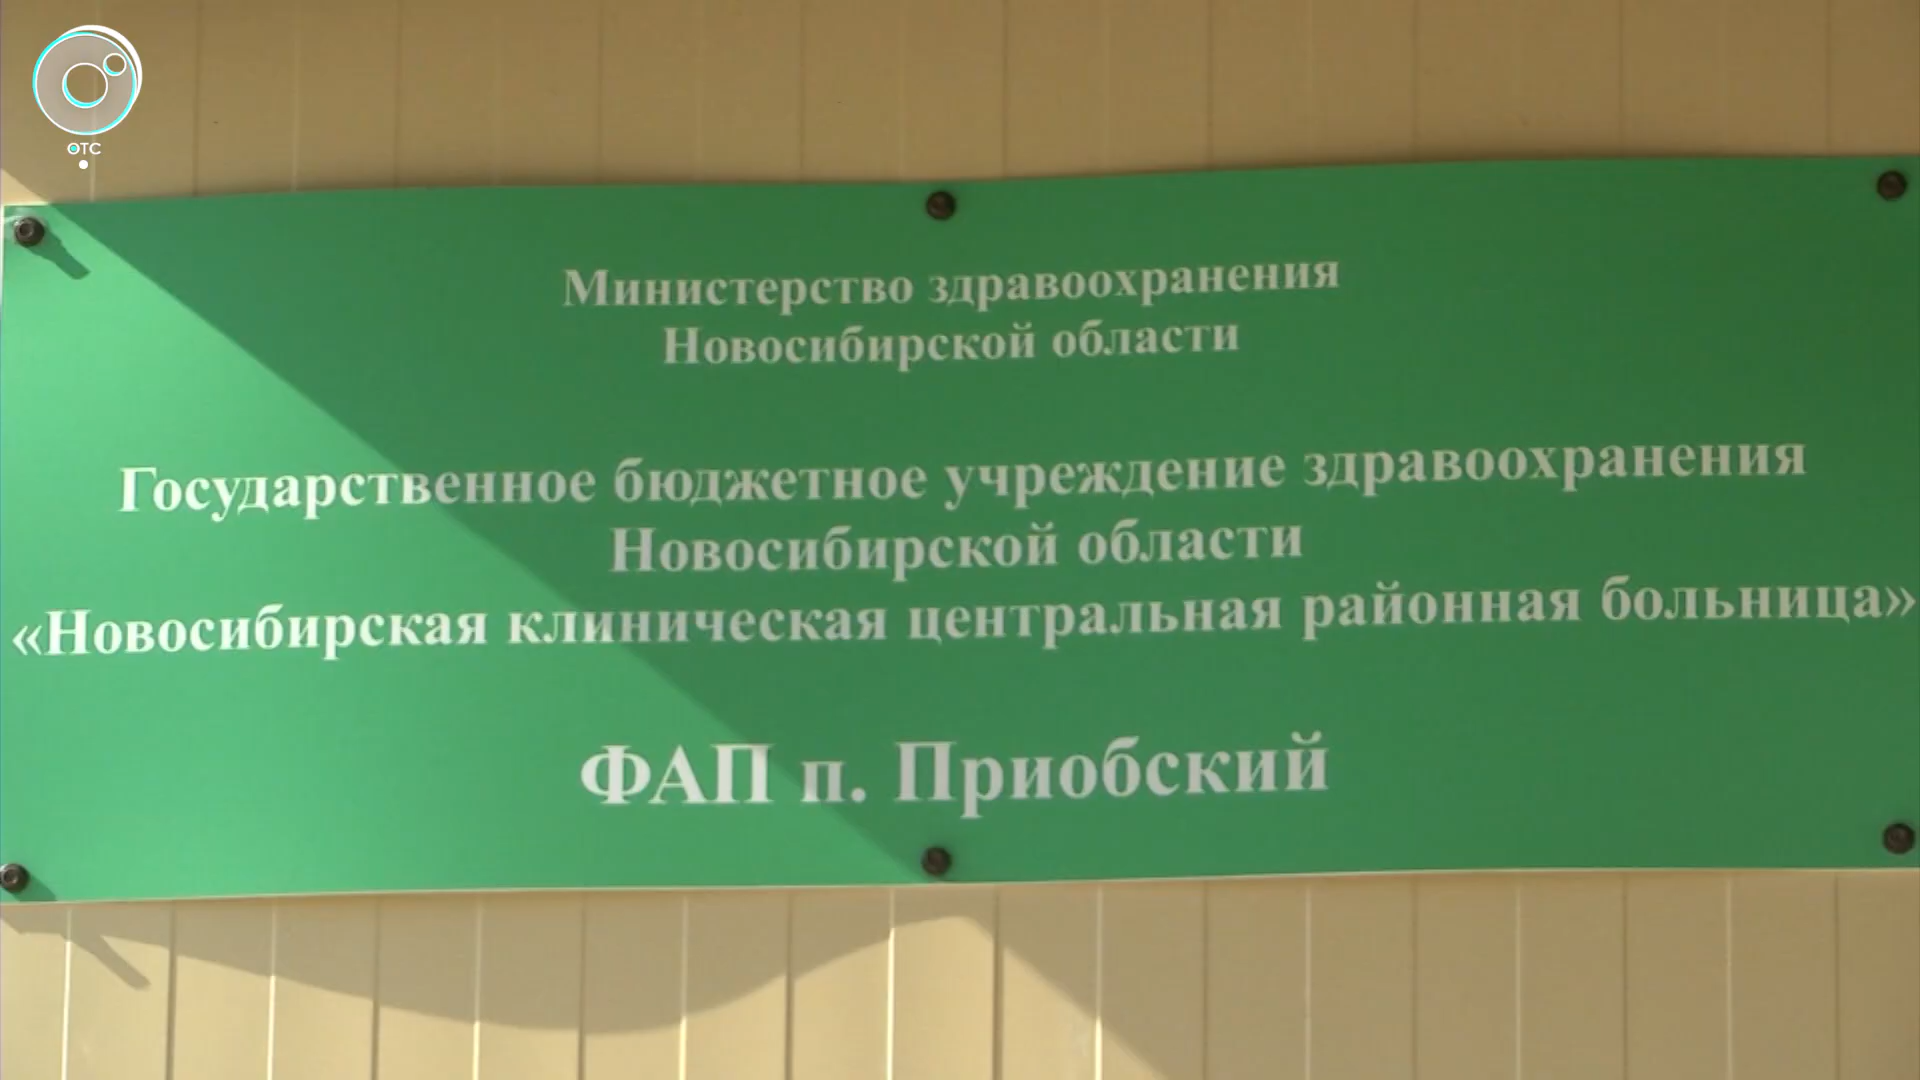 ОТС
Министерство здравоохранения
Новосибирской области
Государственное бюджетное учреждение здравоохранения
Новосибирской области
«Новосибирская клиническая центральная районная больница»
ФАП п. Приобский